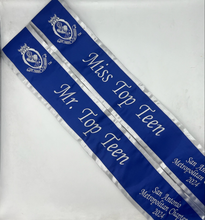 Miss Top Teen
San Antonio
Metropolitan
2024
Mr. Top Teen
San Antonio
Metropolitan Chapter
2024